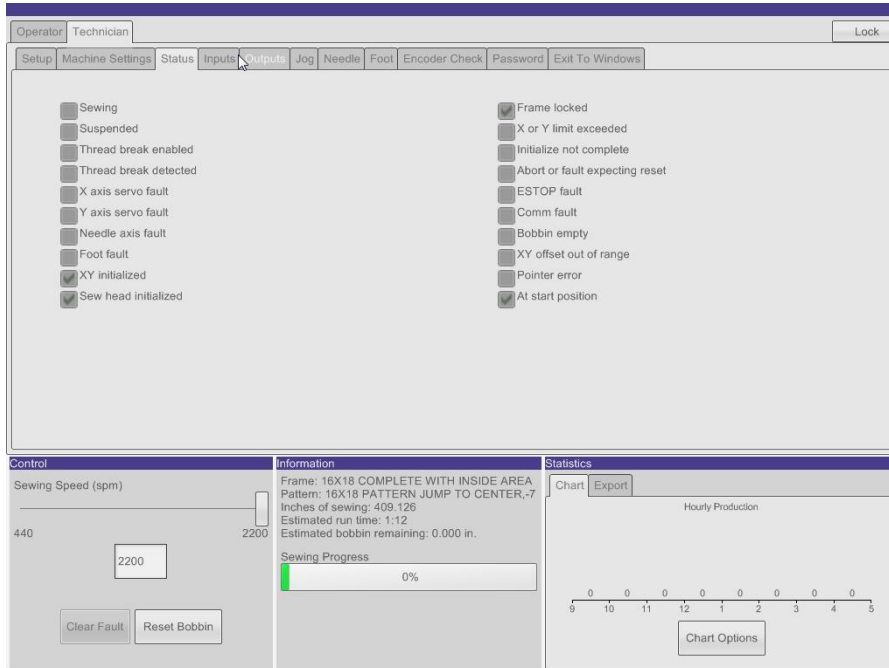 Operator Technician Lock
Setup Machine Settings Status Inputs Outputs Jog Needle Foot Encoder Check Password Exit To Windows
Sewing
Suspended
Thread break enabled
Thread break detected
X axis servo fault
Y axis servo fault
Needle axis fault
Foot fault
XY initialized
Sew head initialized
Frame locked
X or Y limit exceeded
Initialize not complete
Abort or fault expecting reset
ESTOP fault
Comm fault
Bobbin empty
XY offset out of range
Pointer error
At start position
Control
Sewing Speed (spm)
440 2200
2200
Clear Fault Reset Bobbin
Information
Frame: 16X18 COMPLETE WITH INSIDE AREA
Pattern: 16X18 PATTERN JUMP TO CENTER,-7
Inches of sewing: 409.126
Estimated run time: 1:12
Estimated bobbin remaining: 0.000 in.
Sewing Progress
0%
Statistics
Chart Export
Hourly Production
0 0 0 0 0 0 0 0
9 10 11 12 1 2 3 4 5
Chart Options